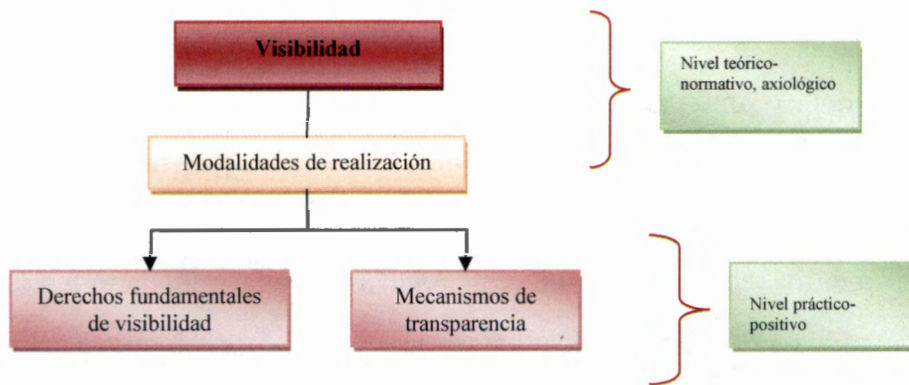 Visibilidad
Nivel teórico-
normativo, axiológico
Modalidades de realización
Derechos fundamentales
de visibilidad
Mecanismos de
transparencia
Nivel práctico-
positivo